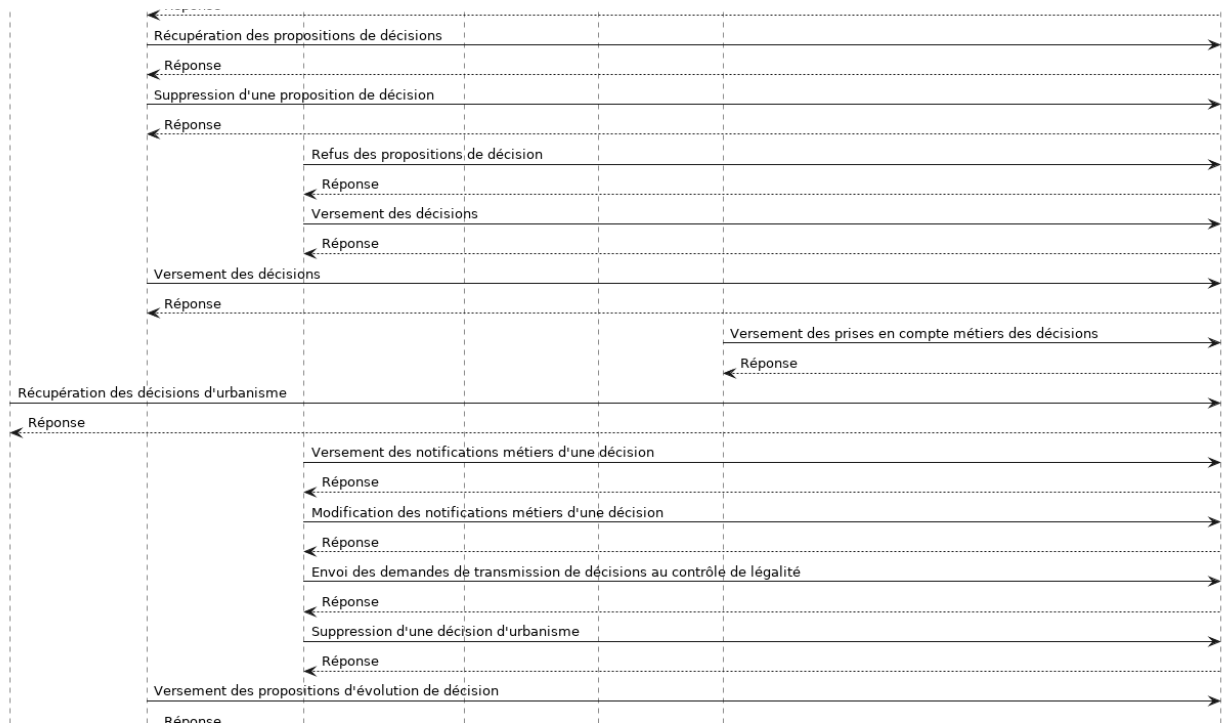 Réponse
Récupération des propositions de décisions
Réponse
Suppression d'une proposition de décision
Réponse
Refus des propositions de décision
Réponse
Versement des décisions
Réponse
Versement des décisions
Réponse
Versement des prises en compte métiers des décisions
Réponse
Récupération des décisions d'urbanisme
Réponse
Versement des notifications métiers d'une décision
Réponse
Modification des notifications métiers d'une décision
Réponse
Envoi des demandes de transmission de décisions au contrôle de légalité
Réponse
Suppression d'une décision d'urbanisme
Réponse
Versement des propositions d'évolution de décision
Réponse